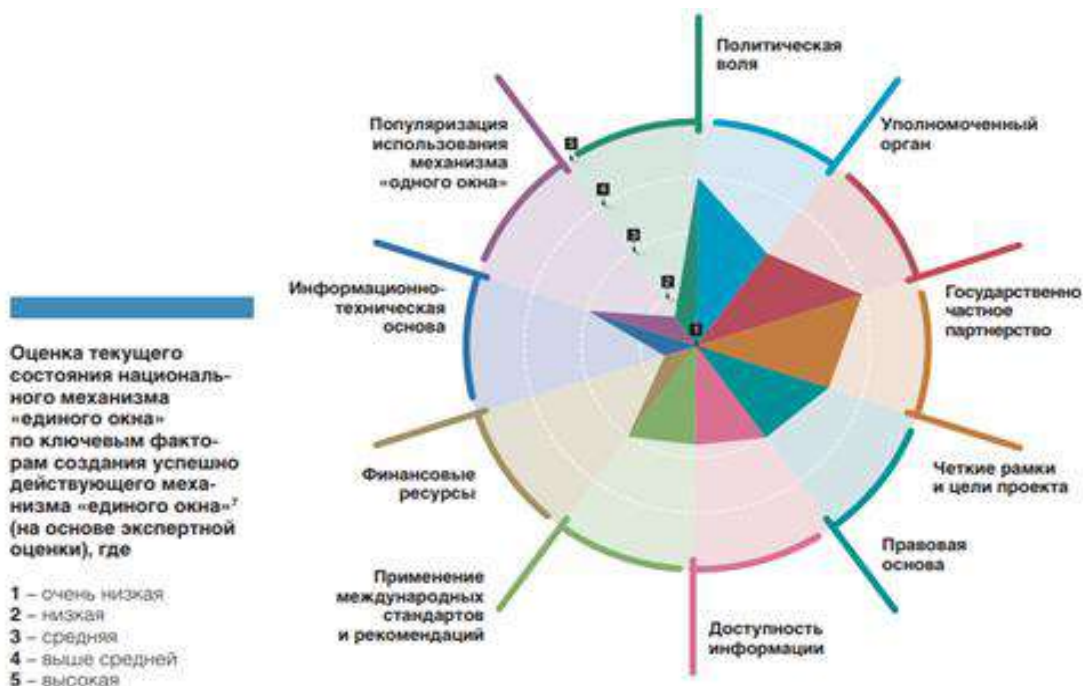 Политическая
воля
Уполномоченный
орган
Популяризация
использования
механизма
«одного окна»
5
4
3
2
1
Информационно-
техническая
основа
Государственно
частное
партнерство
Оценка текущего
состояния националь-
ного механизма
«единого окна»
по ключевым факто-
рам создания успешно
действующего меха-
низма «единого окна»⁷
(на основе экспертной
оценки), где
1 – очень низкая
2 – низкая
3 – средняя
4 – выше средней
5 – высокая
Финансовые
ресурсы
Четкие рамки
и цели проекта
Применение
международных
стандартов
и рекомендаций
Правовая
основа
Доступность
информации